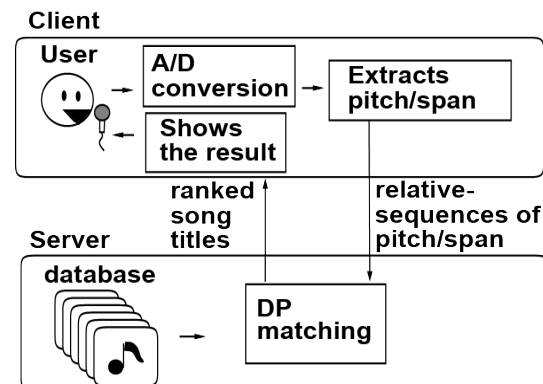 Client
User
A/D
conversion
Extracts
pitch/span
Shows
the result
ranked
song
titles
relative-
sequences of
pitch/span
Server
database
DP
matching